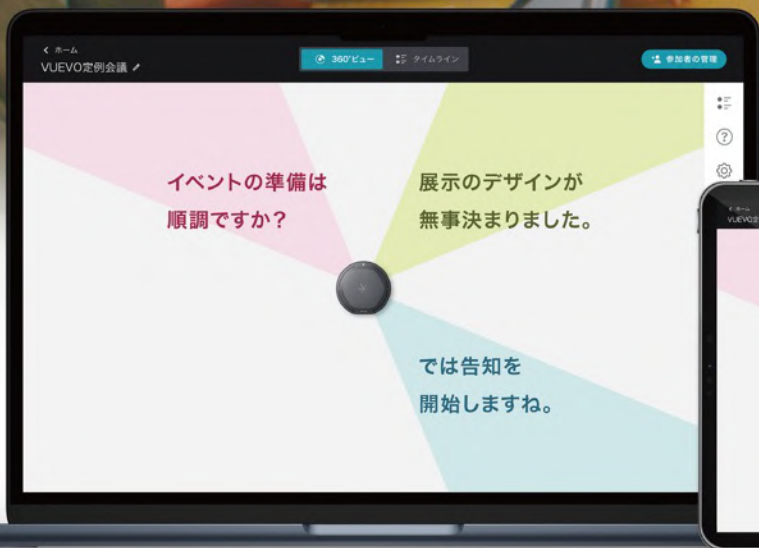 ホーム
VUEVO定例会議
360°ビュー
タイムライン
参加者の管理
イベントの準備は
順調ですか？
展示のデザインが
無事決まりました。
では告知を
開始しますね。
ホーム